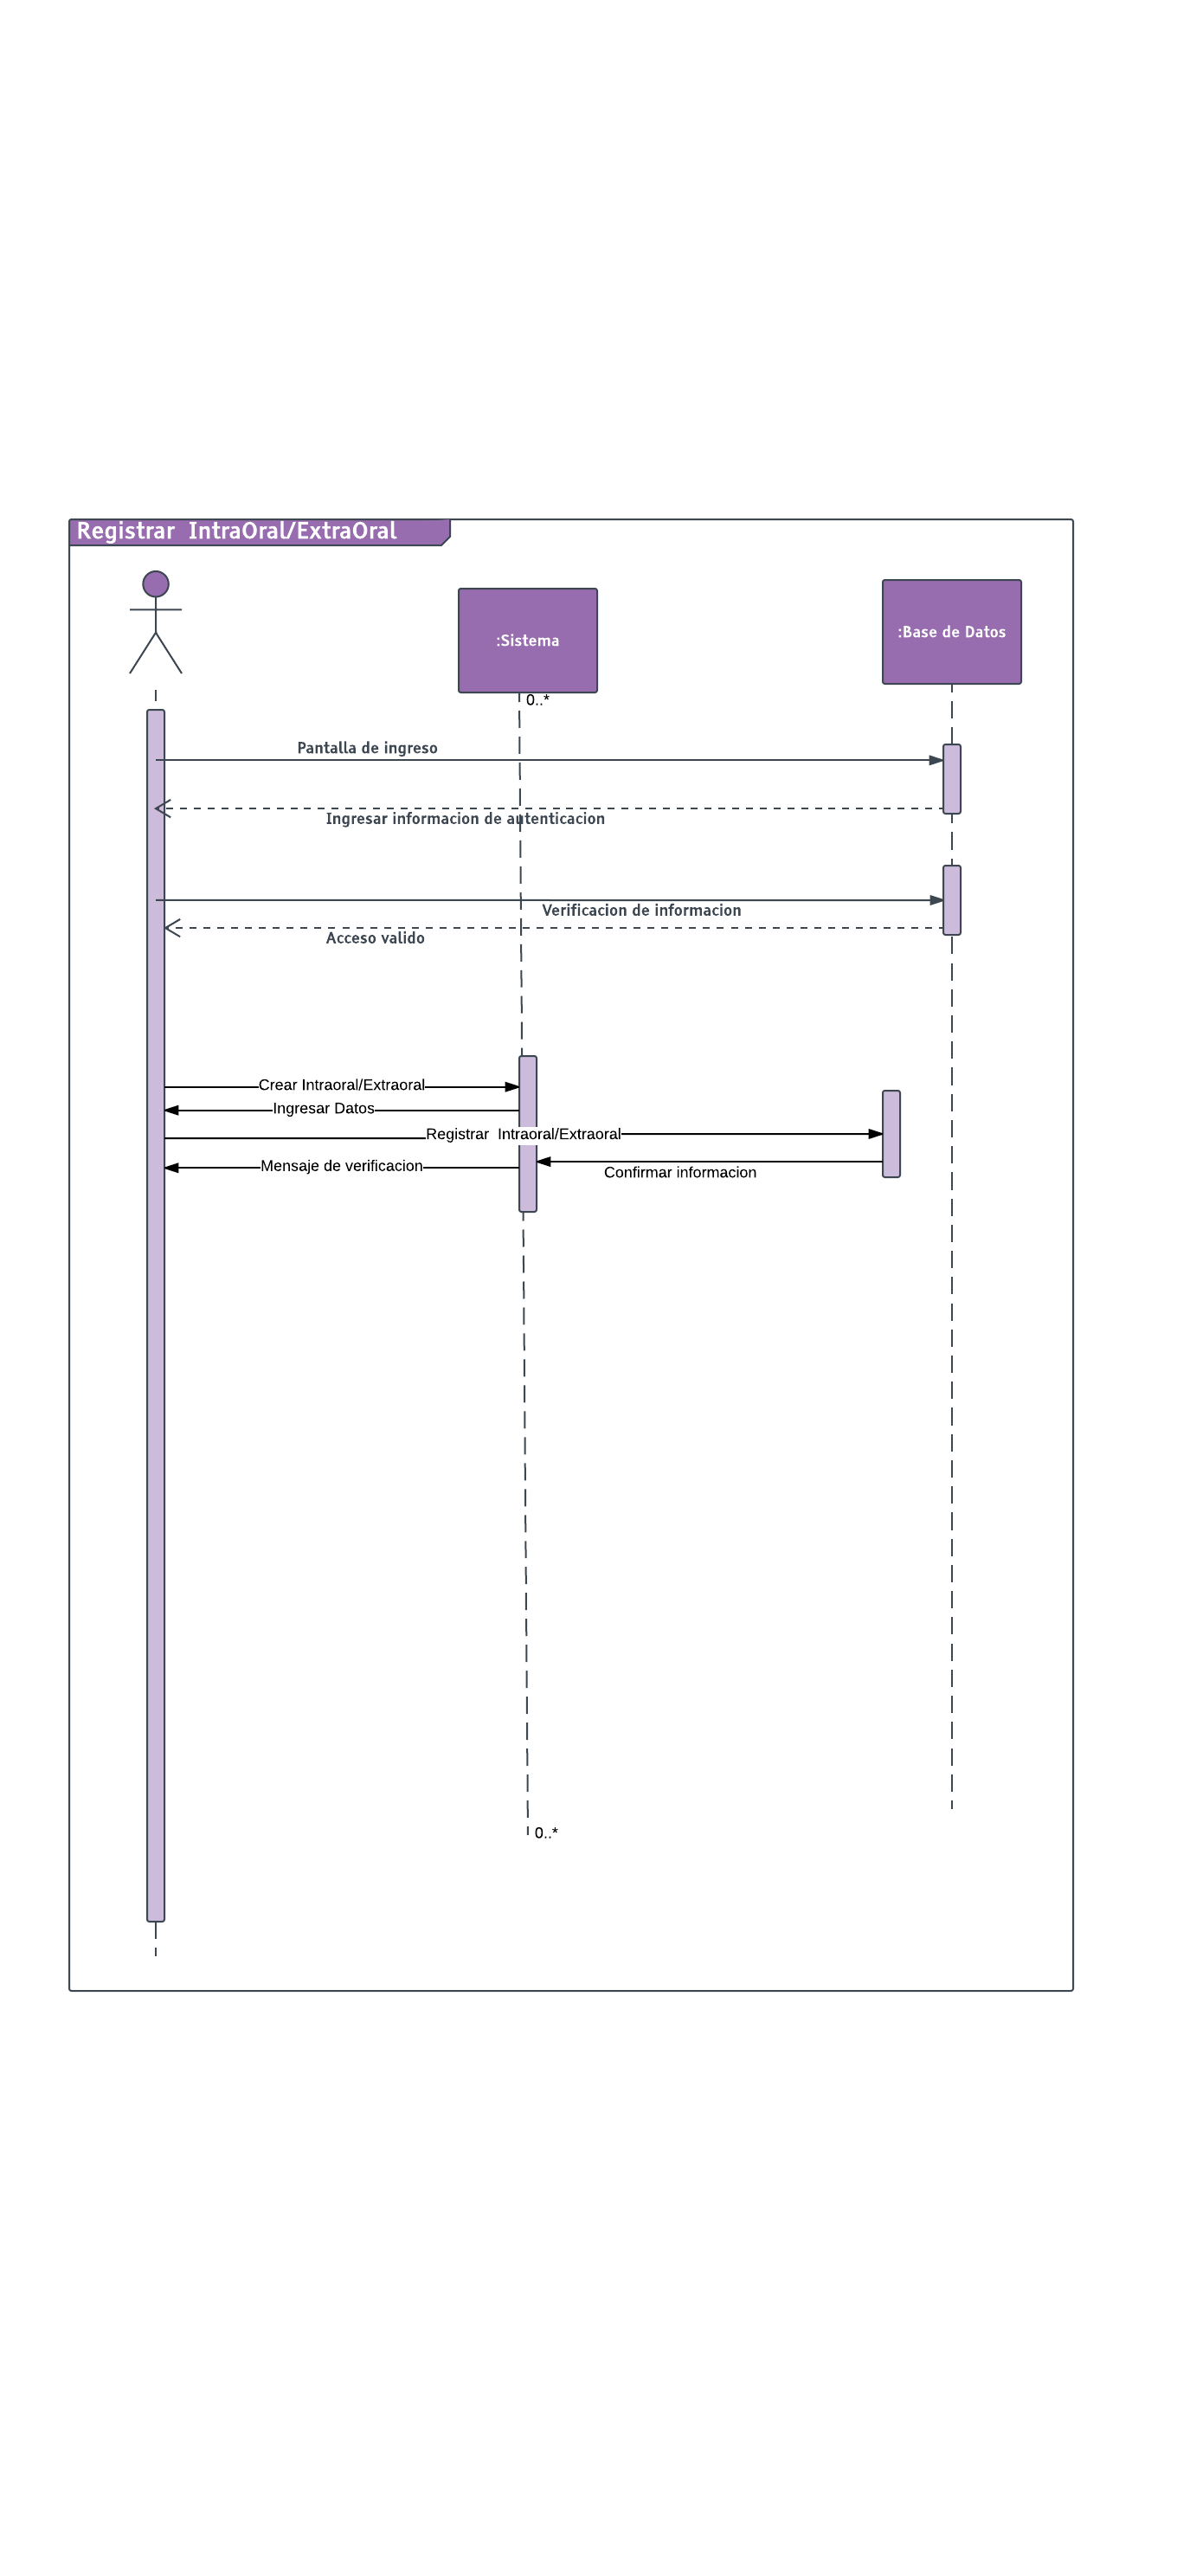 Registrar  IntraOral/ExtraOral
:Sistema
:Base de Datos
0..*
Pantalla de ingreso
Ingresar informacion de autenticacion
Verificacion de informacion
Acceso valido
Crear Intraoral/Extraoral
Ingresar Datos
Registrar  Intraoral/Extraoral
Mensaje de verificacion
Confirmar informacion
0..*